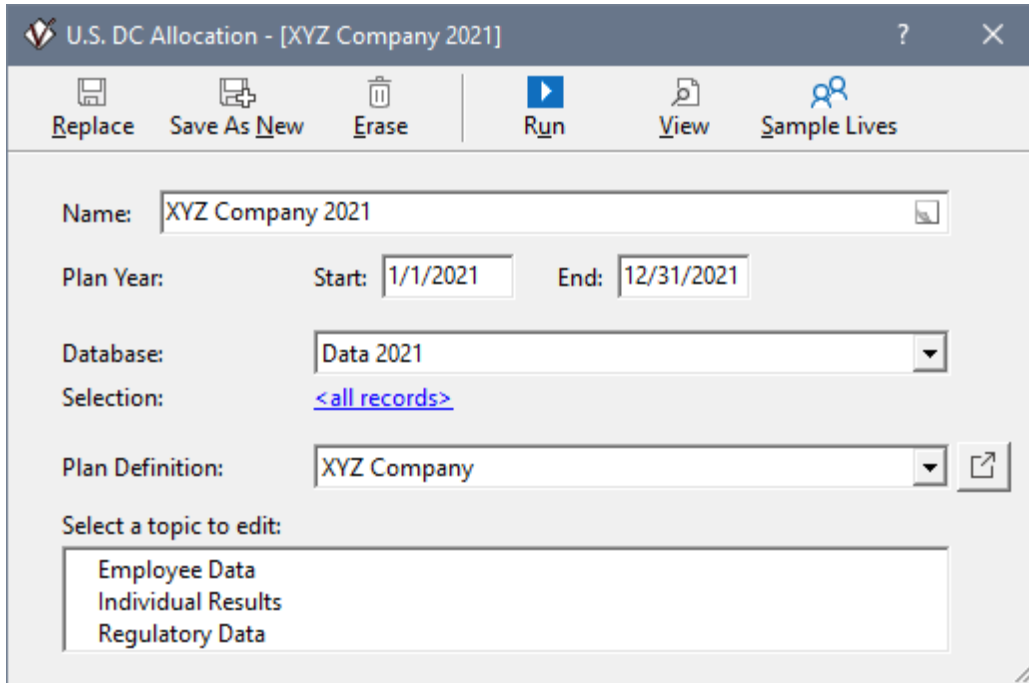 U.S. DC Allocation - [XYZ Company 2021] ?
Replace Save As New Erase Run View Sample Lives
Name: XYZ Company 2021
Plan Year: Start: 1/1/2021 End: 12/31/2021
Database: Data 2021
Selection: <all records>
Plan Definition: XYZ Company
Select a topic to edit:
Employee Data
Individual Results
Regulatory Data